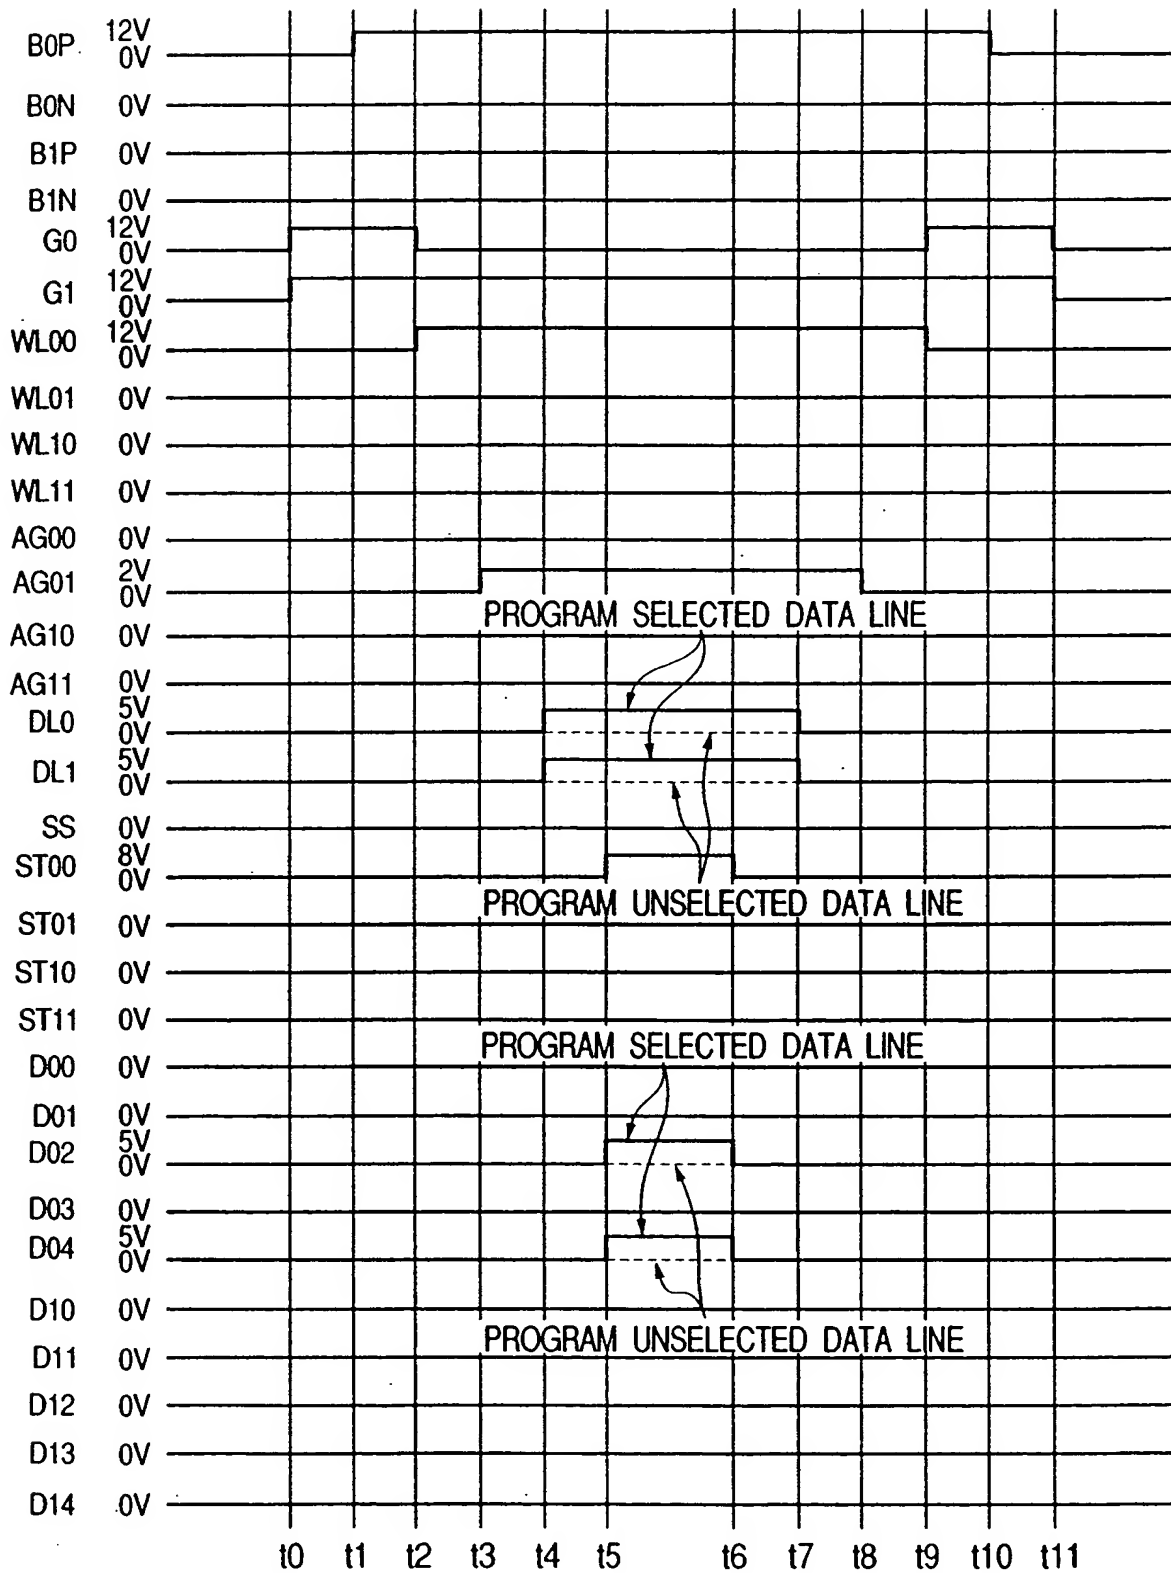 B0P 12V 0V
B0N 0V
B1P 0V
B1N 0V
G0 12V 0V
G1 12V 0V
WL00 12V 0V
WL01 0V
WL10 0V
WL11 0V
AG00 0V
AG01 2V 0V
PROGRAM SELECTED DATA LINE
AG10 0V
AG11 0V
DL0 5V 0V
DL1 5V 0V
SS 0V
ST00 8V 0V
PROGRAM UNSELECTED DATA LINE
ST01 0V
ST10 0V
ST11 0V
PROGRAM SELECTED DATA LINE
D00 0V
D01 0V
D02 5V 0V
D03 0V
D04 5V 0V
D10 0V
PROGRAM UNSELECTED DATA LINE
D11 0V
D12 0V
D13 0V
D14 0V
t0 t1 t2 t3 t4 t5 t6 t7 t8 t9 t10 t11